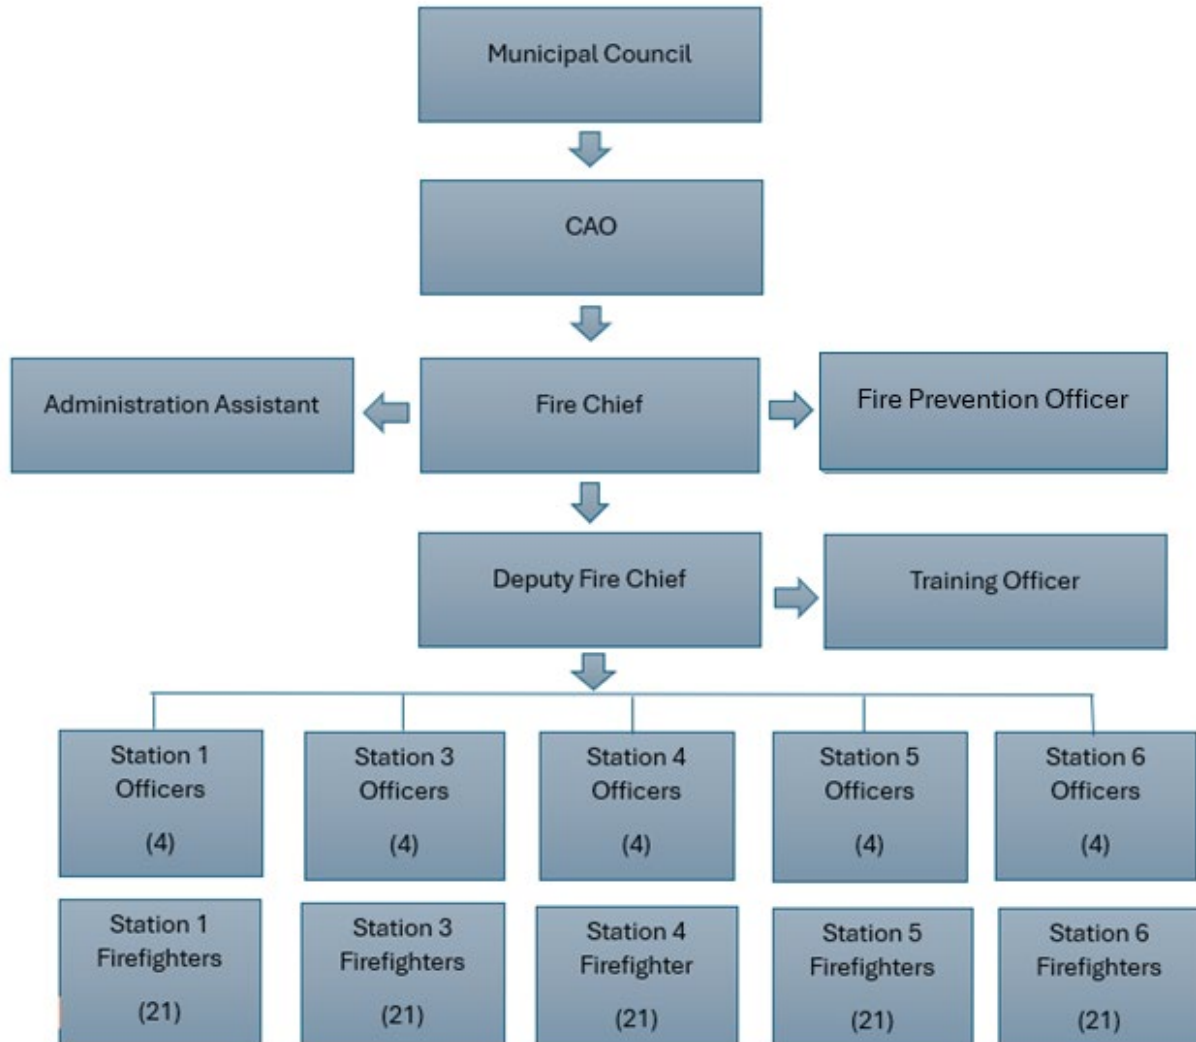 Municipal Council
CAO
Administration Assistant
Fire Chief
Fire Prevention Officer
Deputy Fire Chief
Training Officer
Station 1
Officers
(4)
Station 3
Officers
(4)
Station 4
Officers
(4)
Station 5
Officers
(4)
Station 6
Officers
(4)
Station 1
Firefighters
(21)
Station 3
Firefighters
(21)
Station 4
Firefighter
(21)
Station 5
Firefighters
(21)
Station 6
Firefighters
(21)